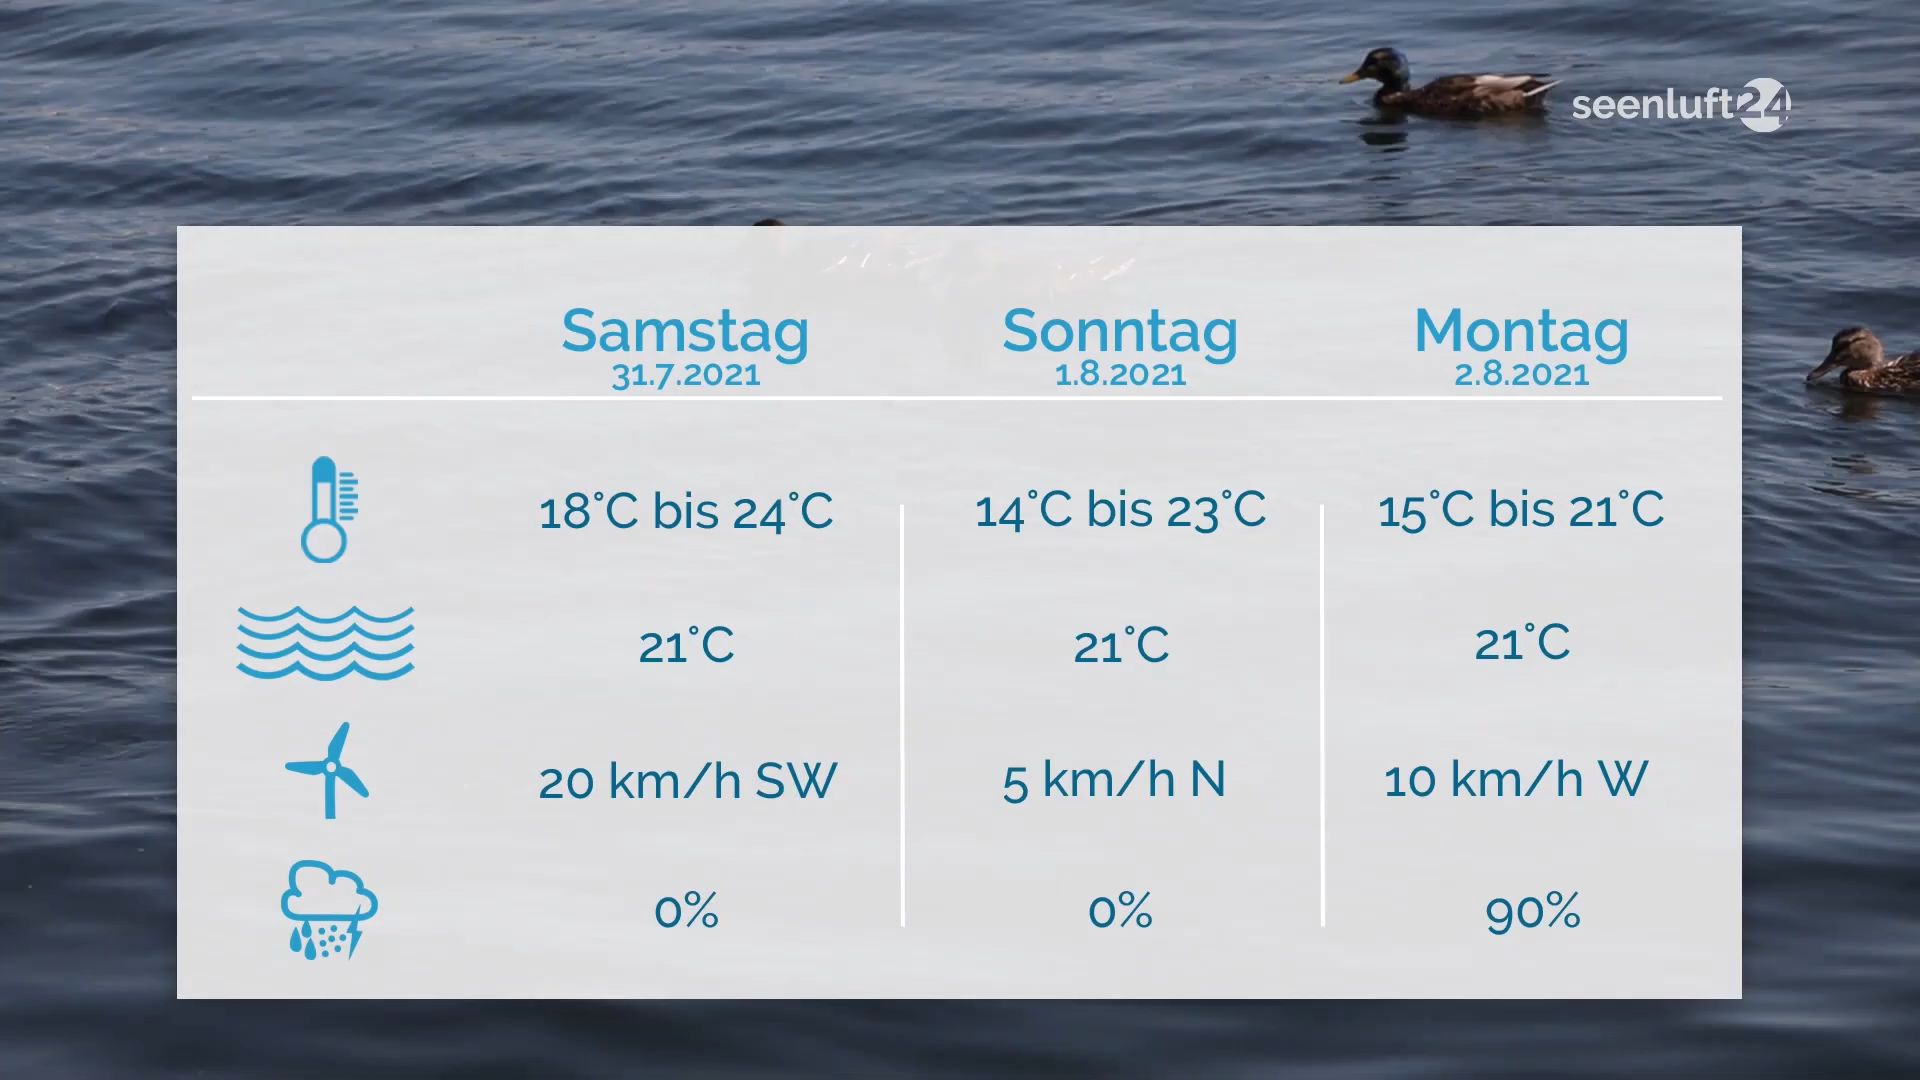 seenluft24
Samstag Sonntag Montag
31.7.2021 1.8.2021 2.8.2021
18°C bis 24°C 14°C bis 23°C 15°C bis 21°C
21°C 21°C 21°C
20 km/h SW 5 km/h N 10 km/h W
0% 0% 90%